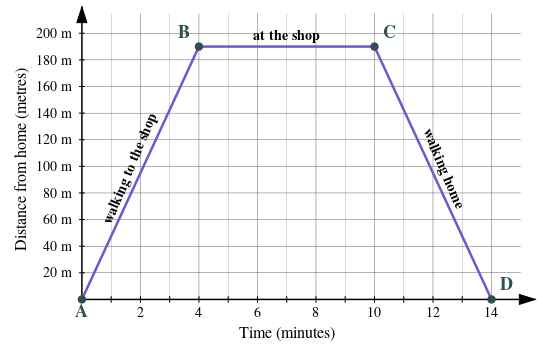 B
at the shop
C
200 m
180 m
160 m
140 m
120 m
100 m
80 m
60 m
40 m
20 m
Distance from home (metres)
walking to the shop
walking home
A
D
2
4
6
8
10
12
14
Time (minutes)